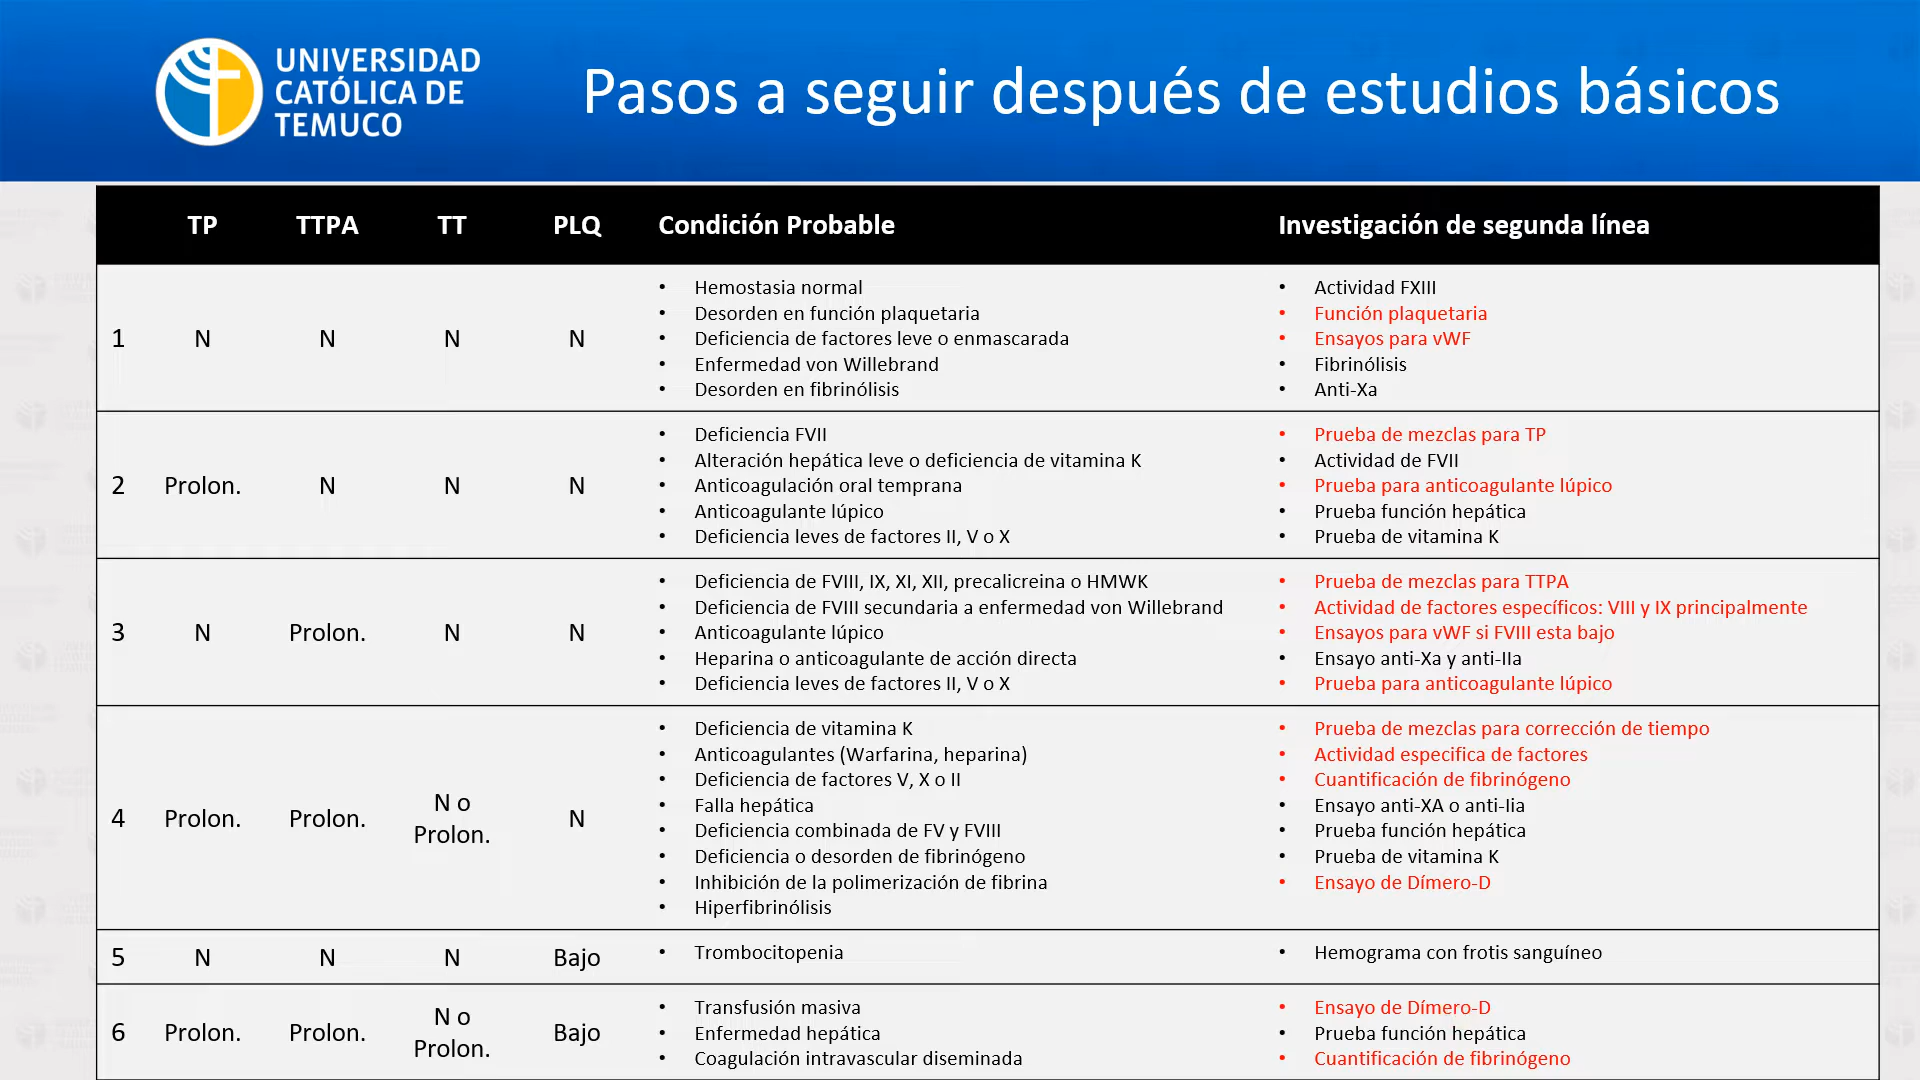 UNIVERSIDAD
CATÓLICA DE
TEMUCO
Pasos a seguir después de estudios básicos
TP TTPA TT PLQ Condición Probable Investigación de segunda línea
1 N N N N
• Hemostasia normal
• Desorden en función plaquetaria
• Deficiencia de factores leve o enmascarada
• Enfermedad von Willebrand
• Desorden en fibrinólisis
• Actividad FXIII
• Función plaquetaria
• Ensayos para vWF
• Fibrinólisis
• Anti-Xa
2 Prolon. N N N
• Deficiencia FVII
• Alteración hepática leve o deficiencia de vitamina K
• Anticoagulación oral temprana
• Anticoagulante lúpico
• Deficiencia leves de factores II, V o X
• Prueba de mezclas para TP
• Actividad de FVII
• Prueba para anticoagulante lúpico
• Prueba función hepática
• Prueba de vitamina K
3 N Prolon. N N
• Deficiencia de FVIII, IX, XI, XII, precalicreina o HMWK
• Deficiencia de FVIII secundaria a enfermedad von Willebrand
• Anticoagulante lúpico
• Heparina o anticoagulante de acción directa
• Deficiencia leves de factores II, V o X
• Prueba de mezclas para TTPA
• Actividad de factores específicos: VIII y IX principalmente
• Ensayos para vWF si FVIII esta bajo
• Ensayo anti-Xa y anti-IIa
• Prueba para anticoagulante lúpico
4 Prolon. Prolon. N o Prolon. N
• Deficiencia de vitamina K
• Anticoagulantes (Warfarina, heparina)
• Deficiencia de factores V, X o II
• Falla hepática
• Deficiencia combinada de FV y FVIII
• Deficiencia o desorden de fibrinógeno
• Inhibición de la polimerización de fibrina
• Hiperfibrinólisis
• Prueba de mezclas para corrección de tiempo
• Actividad especifica de factores
• Cuantificación de fibrinógeno
• Ensayo anti-XA o anti-Iia
• Prueba función hepática
• Prueba de vitamina K
• Ensayo de Dímero-D
5 N N N Bajo
• Trombocitopenia
• Hemograma con frotis sanguíneo
6 Prolon. Prolon. N o Prolon. Bajo
• Transfusión masiva
• Enfermedad hepática
• Coagulación intravascular diseminada
• Ensayo de Dímero-D
• Prueba función hepática
• Cuantificación de fibrinógeno